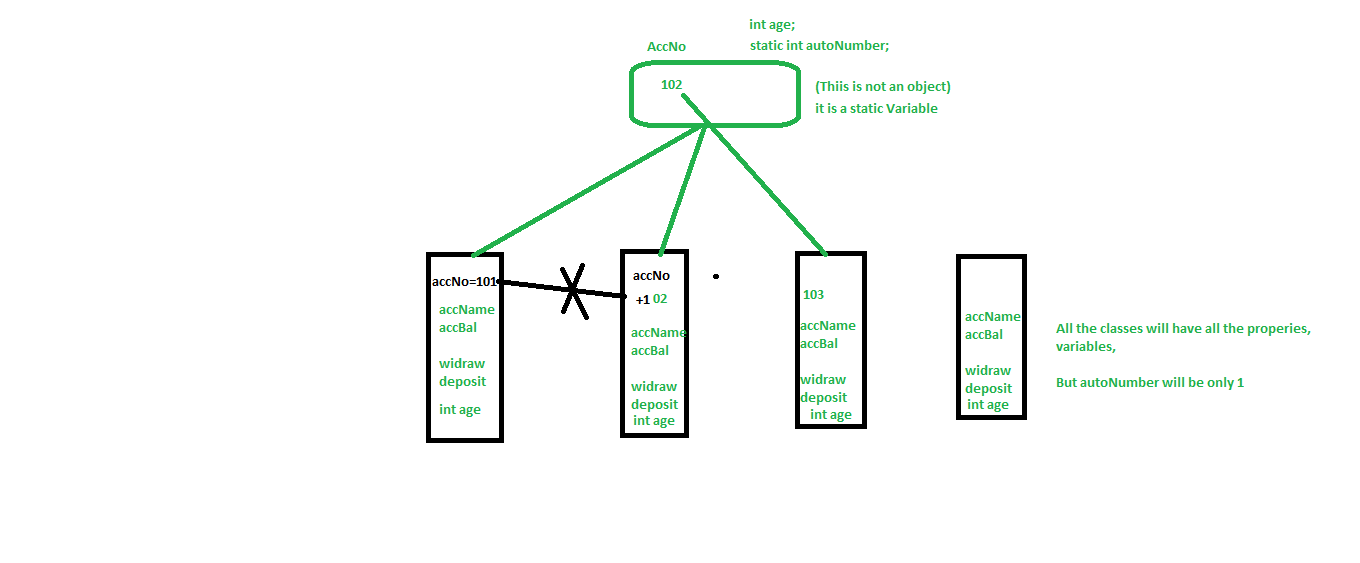 int age;
AccNo
static int autoNumber;
102
(Thiis is not an object)
it is a static Variable
accNo=101
accName
accBal
widraw
deposit
int age
accNo
+1 02
accName
accBal
widraw
deposit
int age
103
accName
accBal
widraw
deposit
int age
accName
accBal
widraw
deposit
int age
All the classes will have all the properies,
variables,
But autoNumber will be only 1